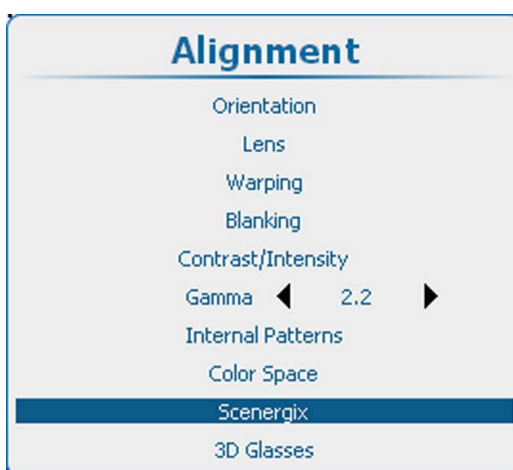 Alignment
Orientation
Lens
Warping
Blanking
Contrast/Intensity
Gamma 2.2
Internal Patterns
Color Space
Scenergix
3D Glasses